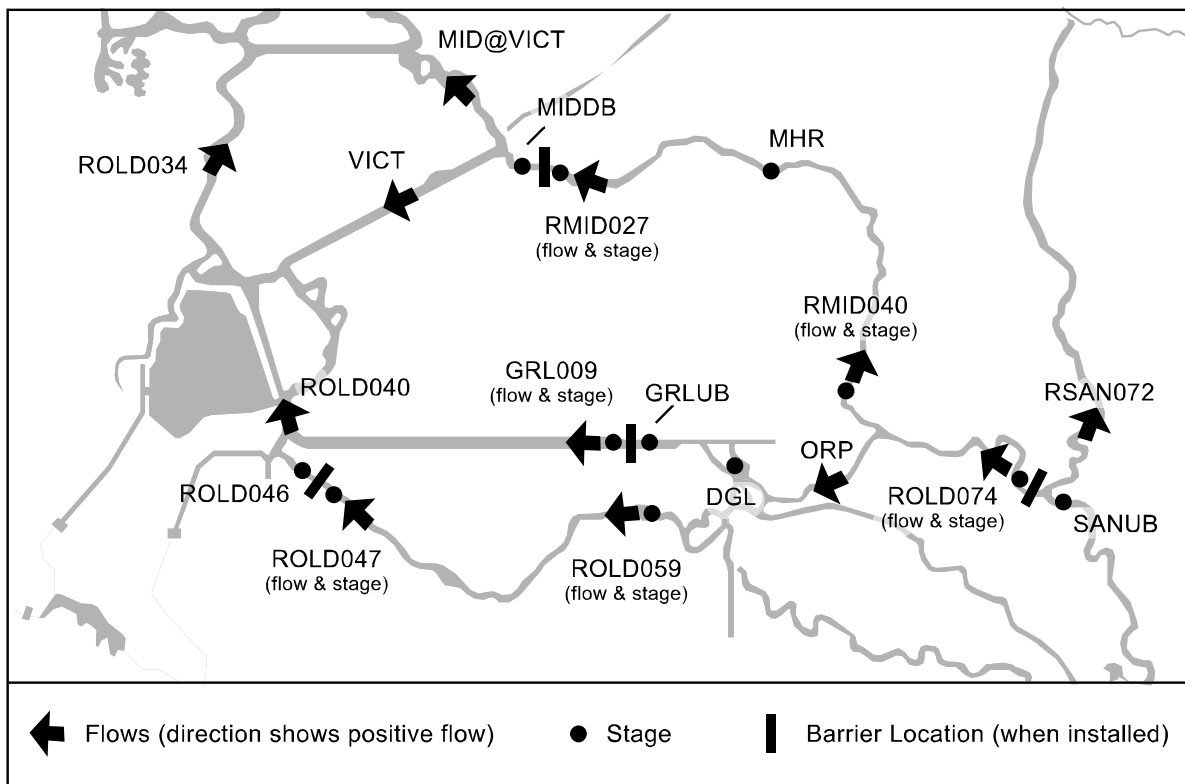 MID@VICT
MIDDB
MHR
ROLD034
VICT
RMID027
(flow & stage)
RMID040
(flow & stage)
ROLD040
GRL009
(flow & stage)
GRLUB
RSAN072
ORP
ROLD046
DGL
ROLD074
(flow & stage)
SANUB
ROLD047
(flow & stage)
ROLD059
(flow & stage)
Flows (direction shows positive flow)
Stage
Barrier Location (when installed)